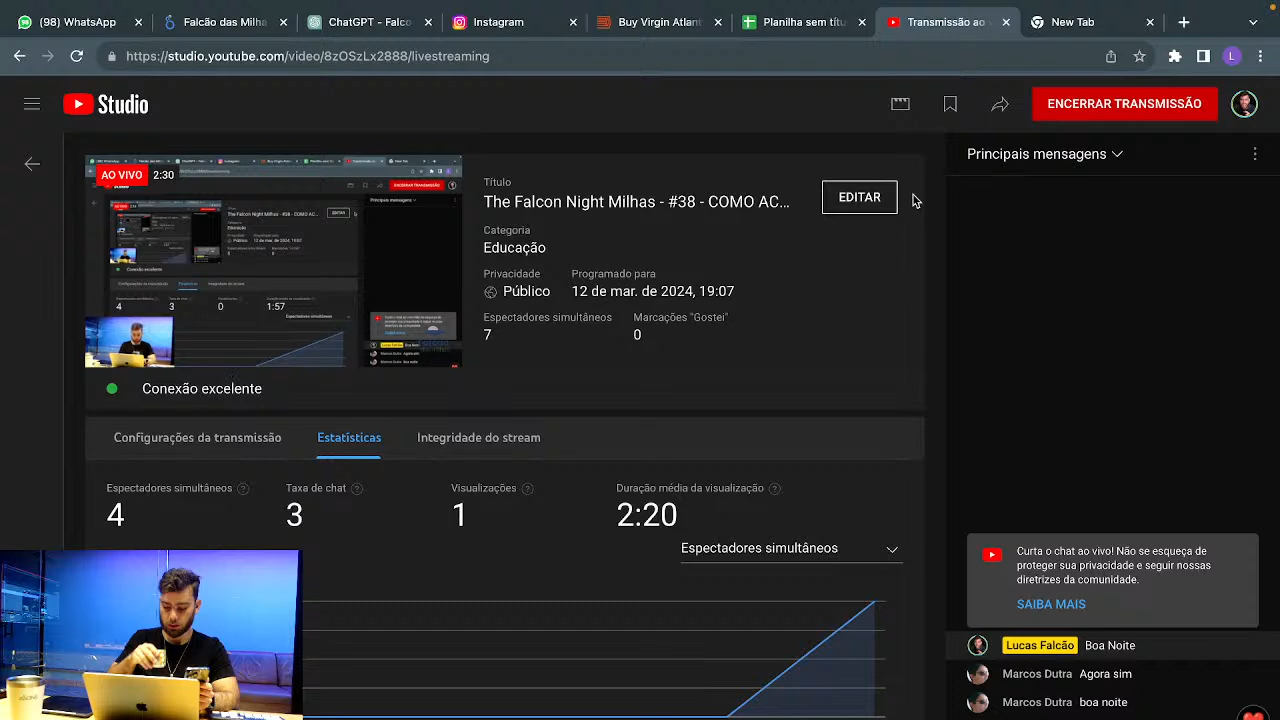 (98) WhatsApp
Falcão das Milha
ChatGPT - Falco
Instagram
Buy Virgin Atlant
Planilha sem títu
Transmissão ao
New Tab
https://studio.youtube.com/video/8zOSzLx2888/livestreaming
L
Studio
ENCERRAR TRANSMISSÃO
AO VIVO 2:30
Título
The Falcon Night Milhas - #38 - COMO AC...
EDITAR
Categoria
Educação
Privacidade
Programado para
Público
12 de mar. de 2024, 19:07
Espectadores simultâneos
Marcações "Gostei"
7
0
Conexão excelente
Configurações da transmissão
Estatísticas
Integridade do stream
Espectadores simultâneos
Taxa de chat
Visualizações
Duração média da visualização
4
3
1
2:20
Espectadores simultâneos
Principais mensagens
Curta o chat ao vivo! Não se esqueça de
proteger sua privacidade e seguir nossas
diretrizes da comunidade.
SAIBA MAIS
Lucas Falcão Boa Noite
Marcos Dutra Agora sim
Marcos Dutra boa noite